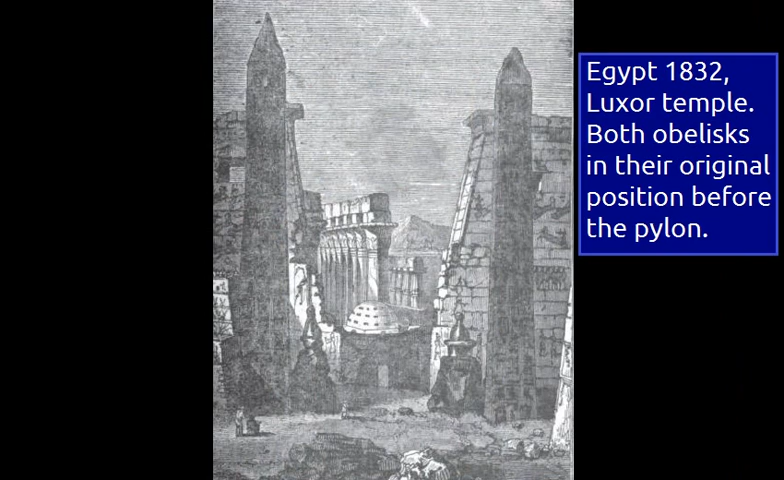 Egypt 1832,
Luxor temple.
Both obelisks
in their original
position before
the pylon.